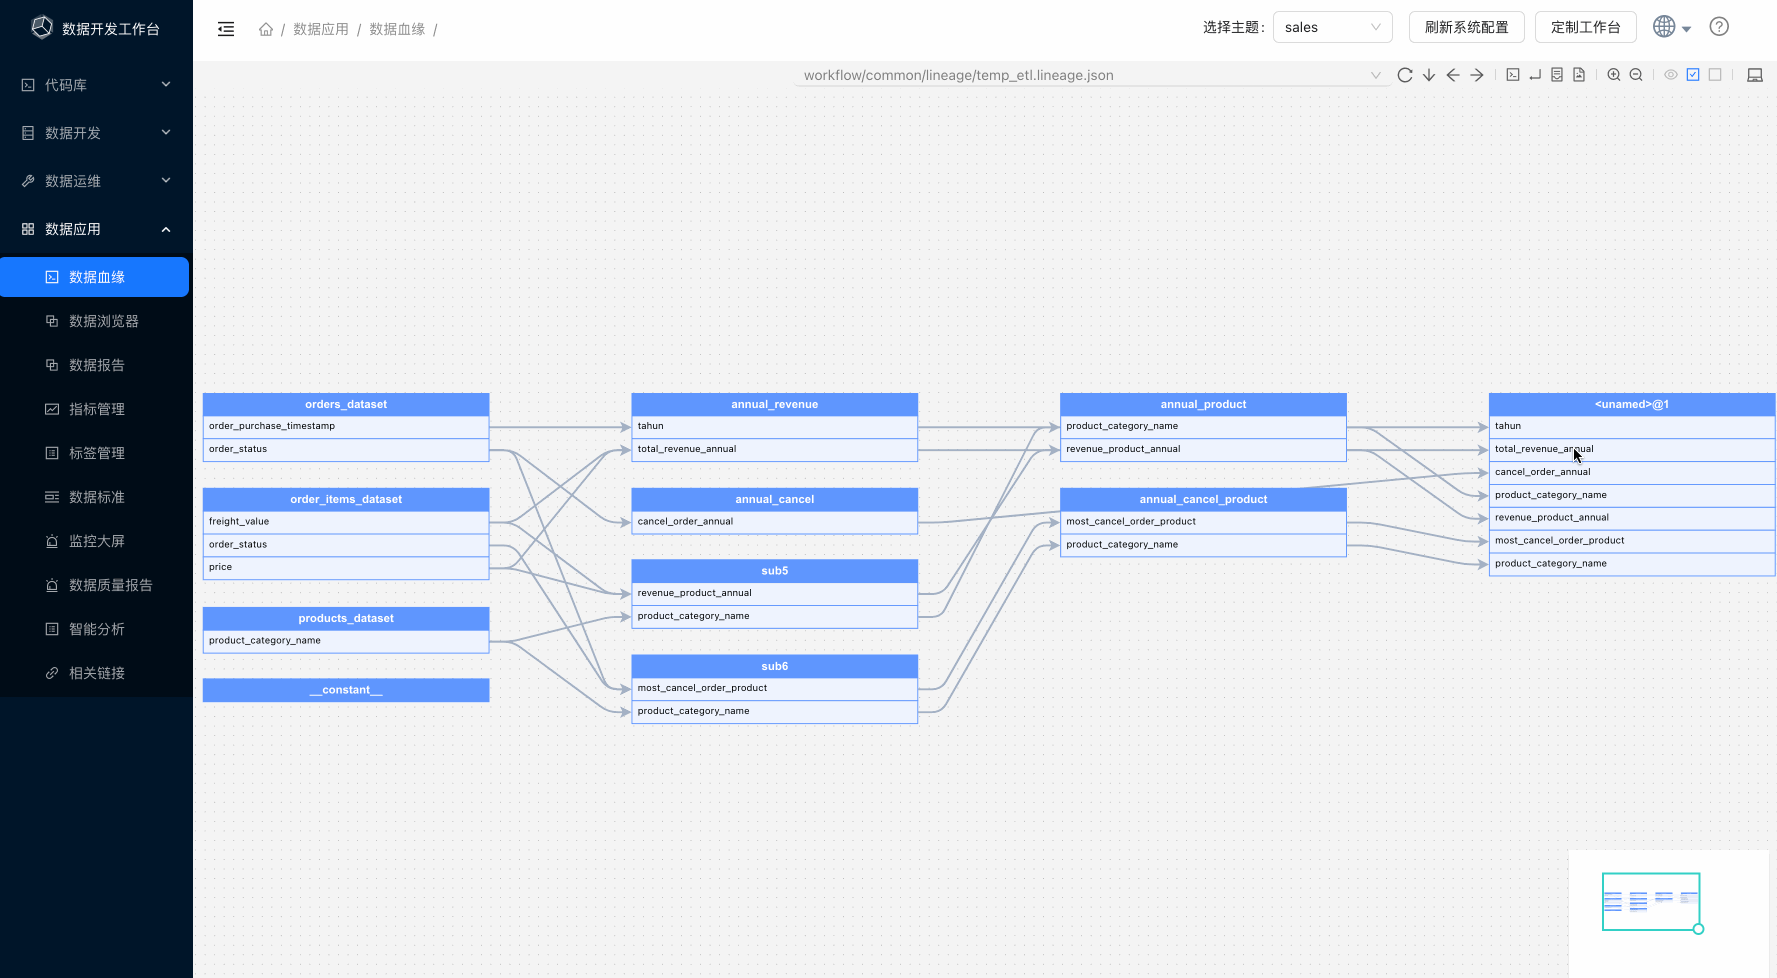 数据开发工作台
代码库
数据开发
数据运维
数据应用
数据血缘
数据浏览器
数据报告
指标管理
标签管理
数据标准
监控大屏
数据质量报告
智能分析
相关链接
/ 数据应用 / 数据血缘 /
选择主题： sales 刷新系统配置 定制工作台
workflow/common/lineage/temp_etl.lineage.json
orders_dataset
order_purchase_timestamp
order_status
order_items_dataset
freight_value
order_status
price
products_dataset
product_category_name
__constant__
annual_revenue
tahun
total_revenue_annual
annual_cancel
cancel_order_annual
sub5
revenue_product_annual
product_category_name
sub6
most_cancel_order_product
product_category_name
annual_product
product_category_name
revenue_product_annual
annual_cancel_product
most_cancel_order_product
product_category_name
<unamed>@1
tahun
total_revenue_annual
cancel_order_annual
product_category_name
revenue_product_annual
most_cancel_order_product
product_category_name